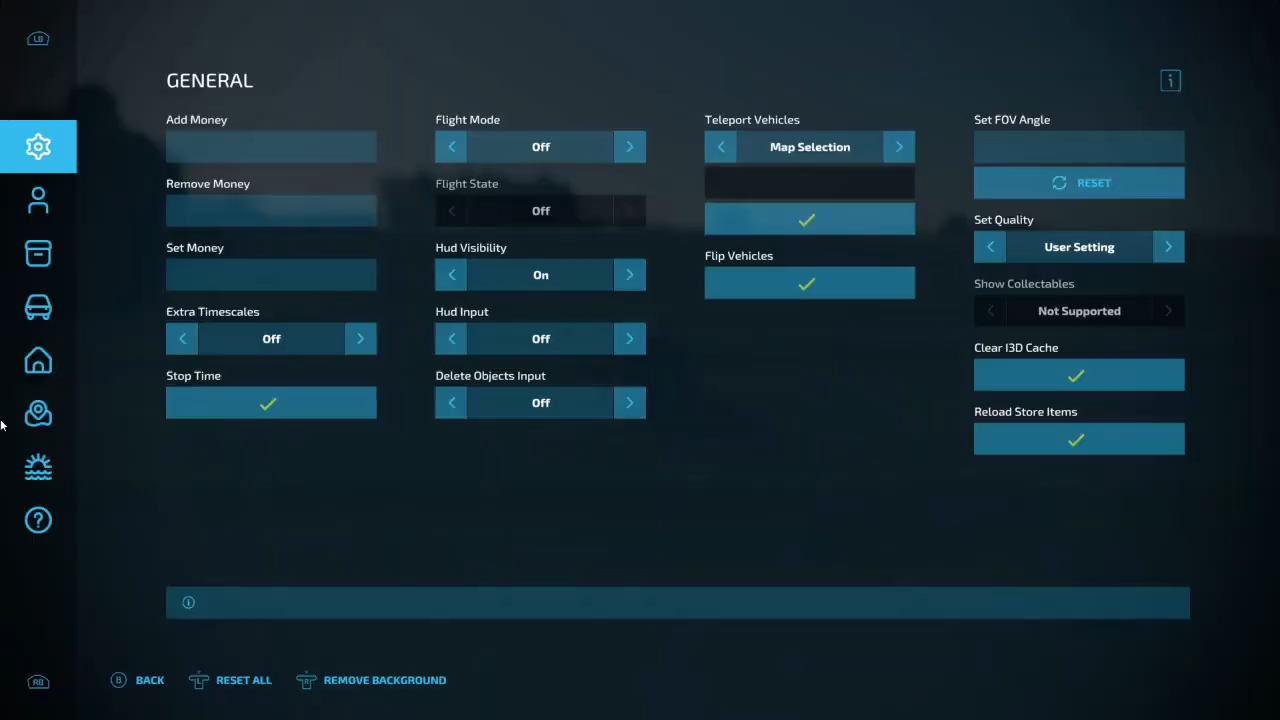 LB
GENERAL
Add Money
Remove Money
Set Money
Extra Timescales
Off
Stop Time
Flight Mode
Off
Flight State
Off
Hud Visibility
On
Hud Input
Off
Delete Objects Input
Off
Teleport Vehicles
Map Selection
Flip Vehicles
Set FOV Angle
RESET
Set Quality
User Setting
Show Collectables
Not Supported
Clear I3D Cache
Reload Store Items
RB
B BACK
L RESET ALL
R REMOVE BACKGROUND